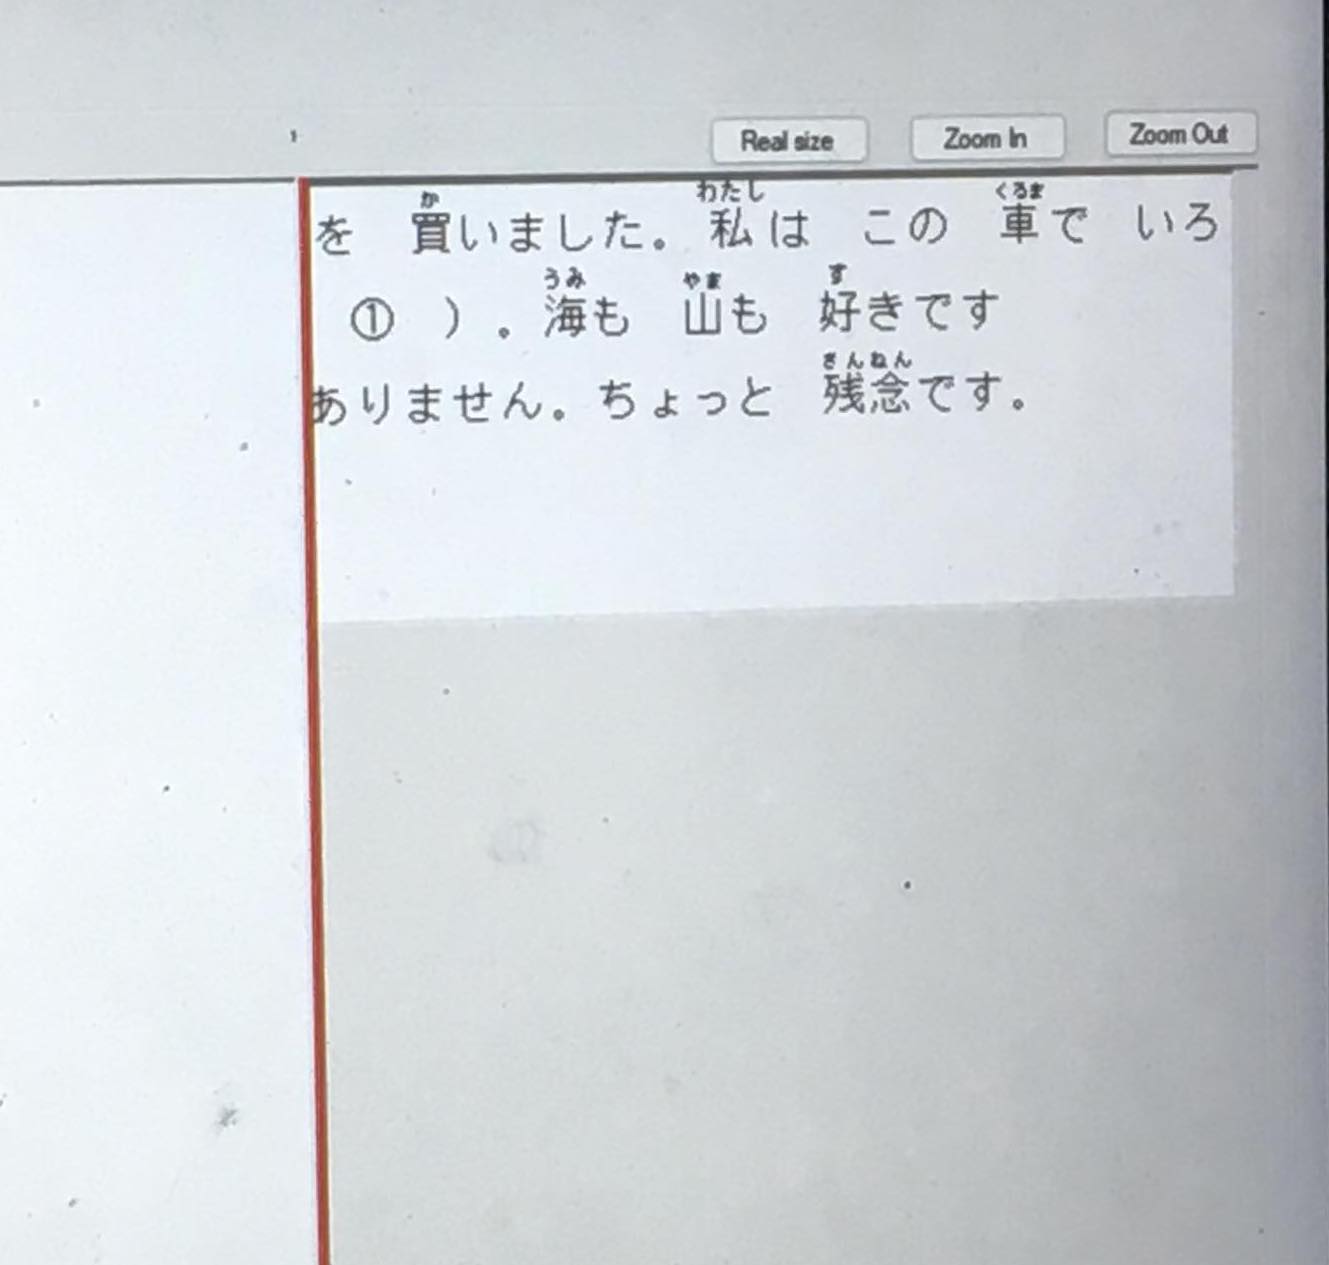 Real size Zoom In Zoom Out
を 買いました。私は この 車で いろ
① ）。海も 山も 好きです
ありません。ちょっと 残念です。